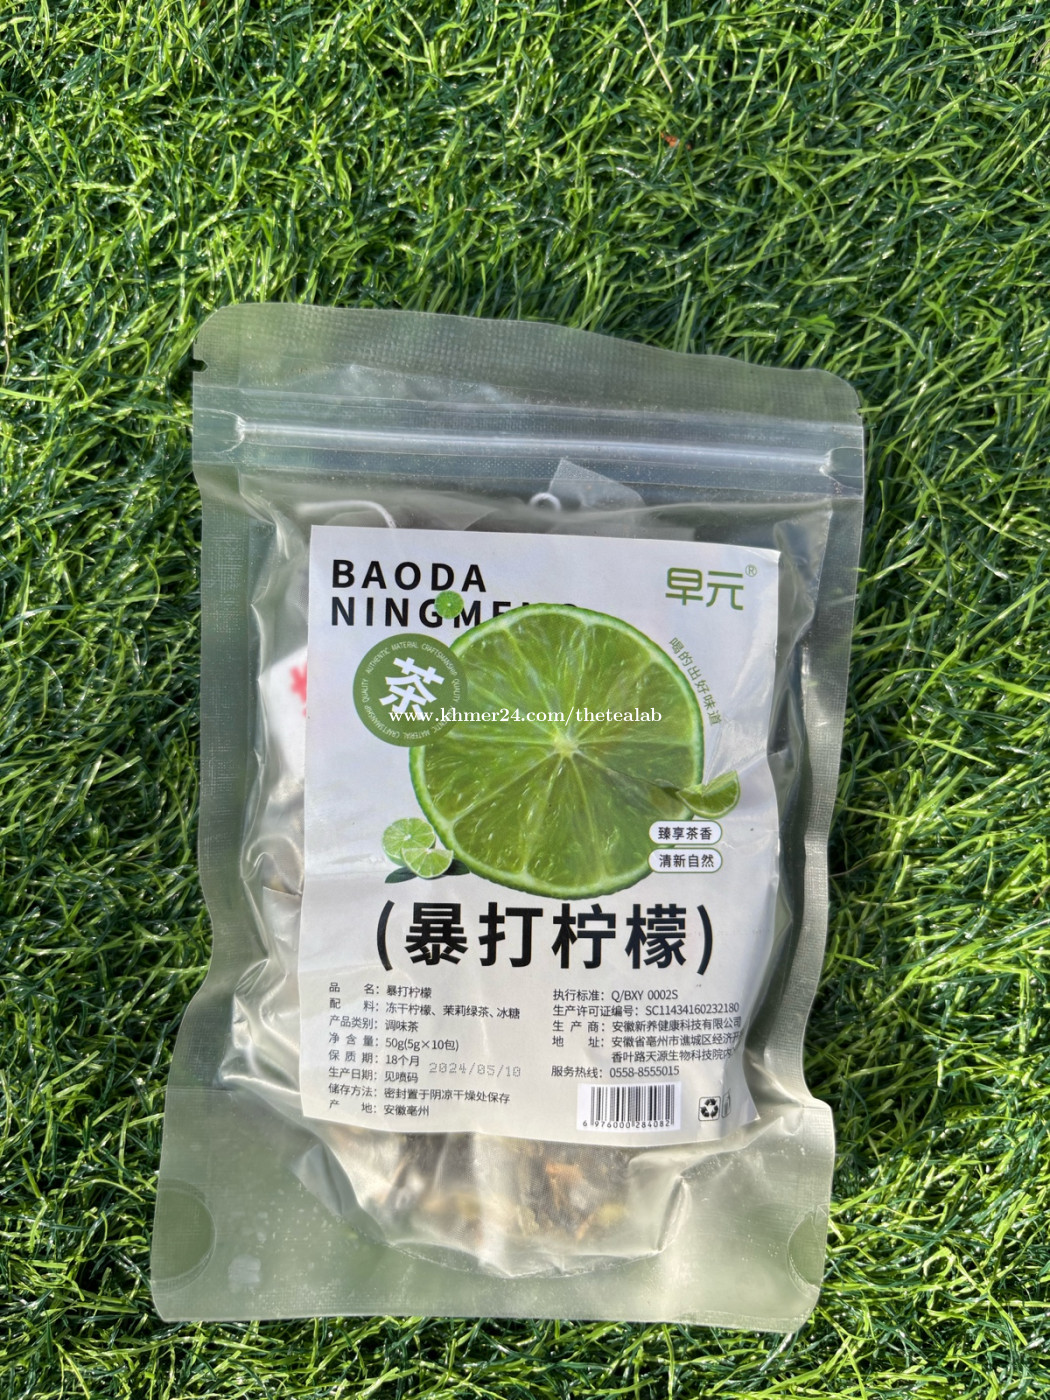 BAODA
NINGMENG
早元®
喝的出好味道
AUTHENTIC MATERIAL CRAFTSMANSHIP QUALITY
茶
www.khmer24.com/thetealab
臻享茶香
清新自然
(暴打柠檬)
品 名：暴打柠檬
配 料：冻干柠檬、茉莉绿茶、冰糖
产品类别：调味茶
净 含 量：50g(5g×10包)
保 质 期：18个月
生产日期：见喷码
2024/05/10
储存方法：密封置于阴凉干燥处保存
产 地：安徽亳州
执行标准：Q/BXY 0002S
生产许可证编号：SC11434160232180
生 产 商：安徽新养健康科技有限公司
地 址：安徽省亳州市谯城区经济开
香叶路天源生物科技院内
服务热线：0558-8555015
6 976000 284082